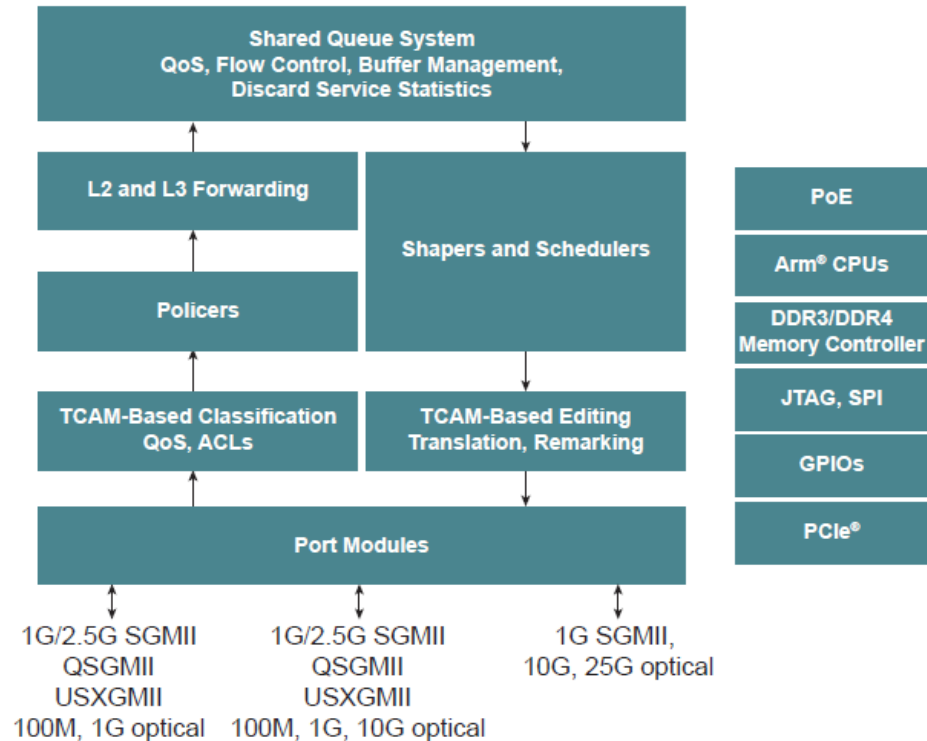 Shared Queue System
QoS, Flow Control, Buffer Management,
Discard Service Statistics
L2 and L3 Forwarding
Shapers and Schedulers
Policers
TCAM-Based Classification
QoS, ACLs
TCAM-Based Editing
Translation, Remarking
Port Modules
1G/2.5G SGMII
QSGMII
USXGMII
100M, 1G optical
1G/2.5G SGMII
QSGMII
USXGMII
100M, 1G, 10G optical
1G SGMII,
10G, 25G optical
PoE
Arm® CPUs
DDR3/DDR4
Memory Controller
JTAG, SPI
GPIOs
PCIe®